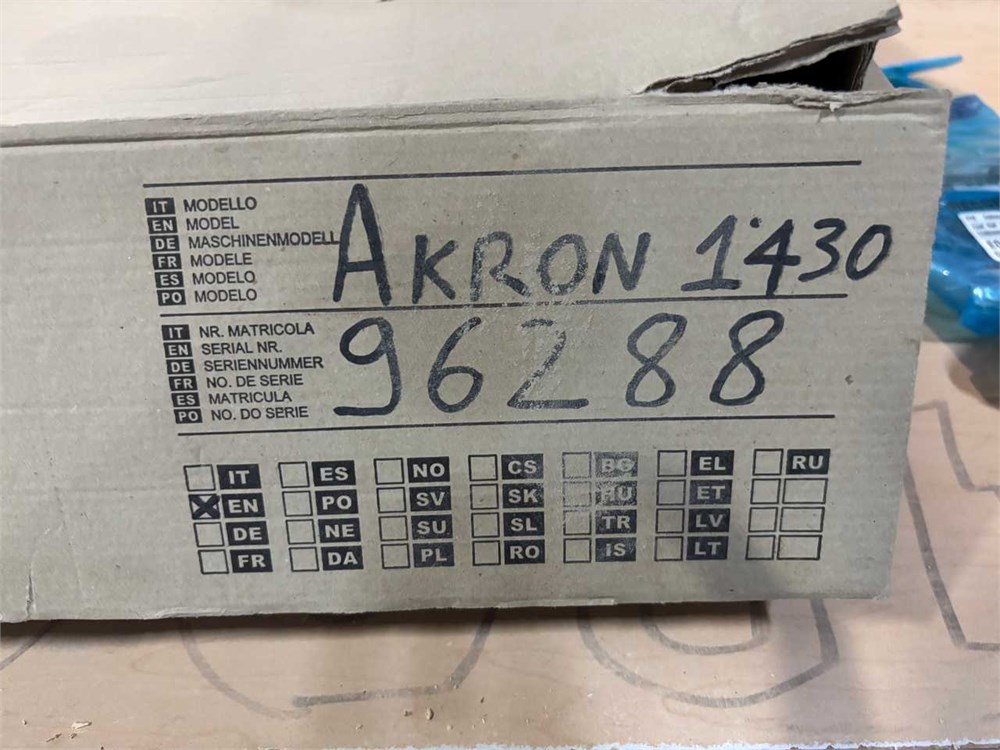 IT MODELLO
EN MODEL
DE MASCHINENMODELL
FR MODELE
ES MODELO
PO MODELO
AKRON 1430
IT NR. MATRICOLA
EN SERIAL NR.
DE SERIENNUMMER
FR NO. DE SERIE
ES MATRICULA
PO NO. DO SERIE
96288
IT ES NO CS BG EL RU
EN PO SV SK HU ET
DE NE SU SL TR LV
FR DA PL RO IS LT